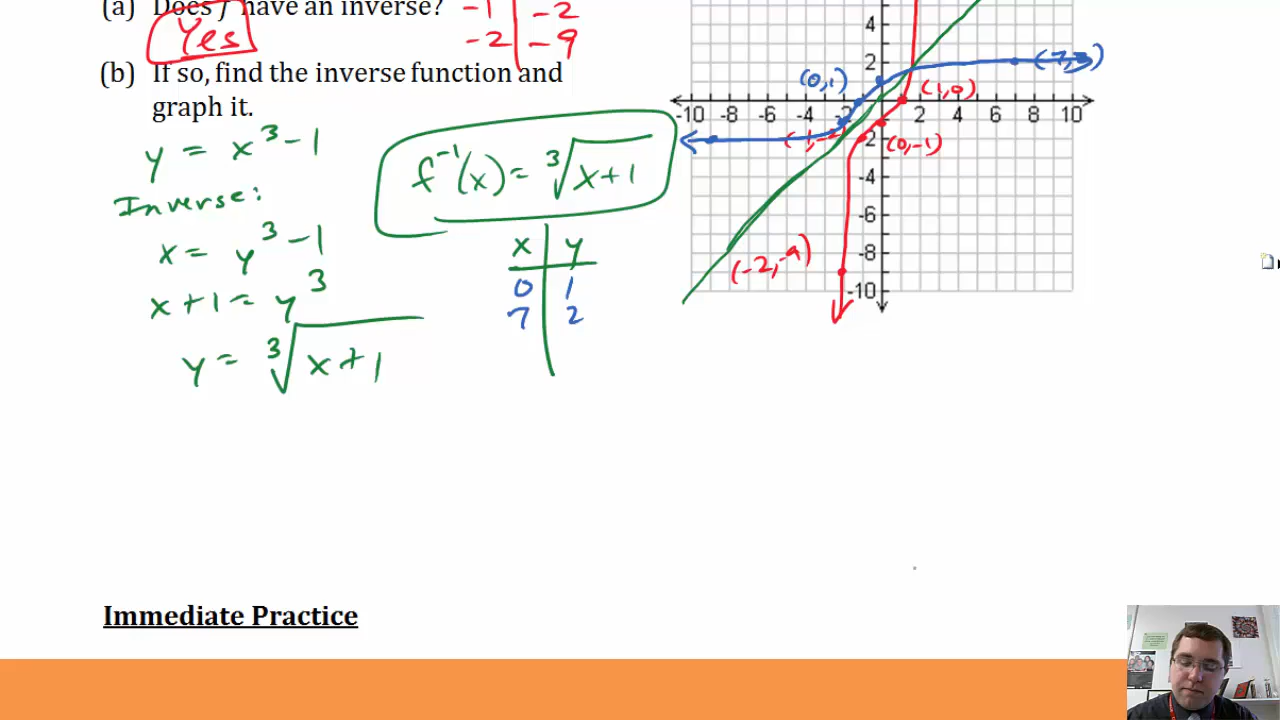 (a) Does f have an inverse?
Yes
-1 | -2
-2 | -9
(b) If so, find the inverse function and
graph it.
y = x³ - 1
Inverse:
x = y³ - 1
x + 1 = y³
y = ∛x + 1
f⁻¹(x) = ∛x + 1
x | y
0 | 1
7 | 2
4
2
-10 -8 -6 -4 -2 2 4 6 8 10
-2
-4
-6
-8
-10
(0,1)
(1,0)
(0,-1)
(-2,-9)
Immediate Practice